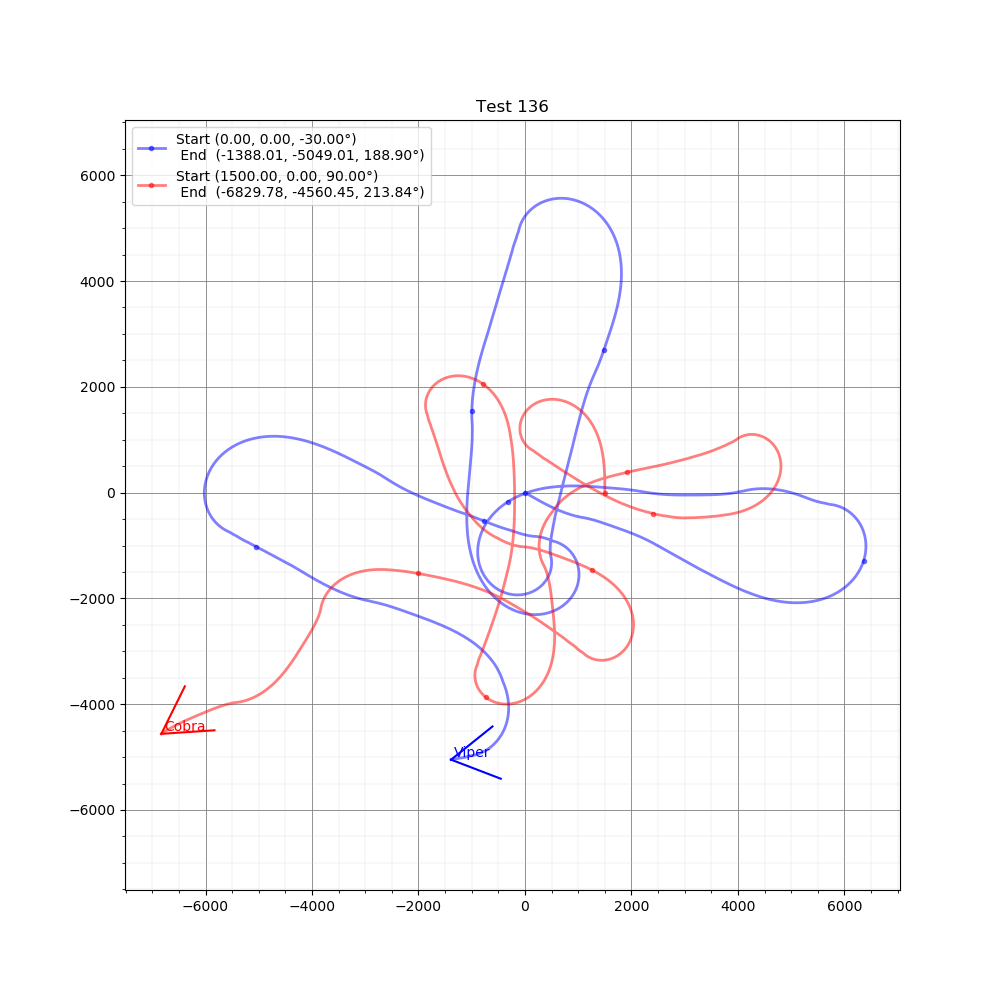 Test 136
Start (0.00, 0.00, -30.00°)
End (-1388.01, -5049.01, 188.90°)
Start (1500.00, 0.00, 90.00°)
End (-6829.78, -4560.45, 213.84°)
6000
4000
2000
0
−2000
−4000
−6000
Cobra
Viper
−6000 −4000 −2000 0 2000 4000 6000